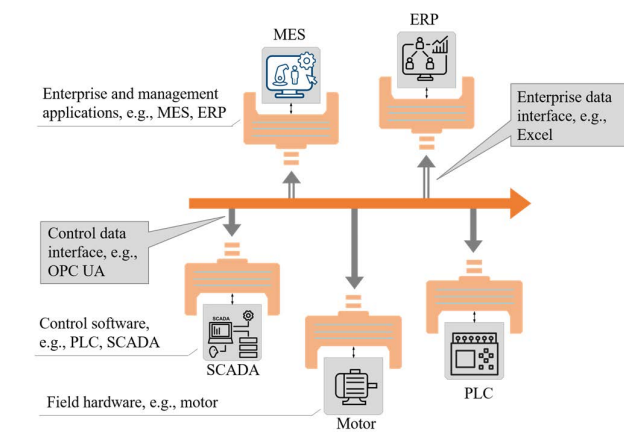 ERP
MES
Enterprise and management
applications, e.g., MES, ERP
Enterprise data
interface, e.g.,
Excel
Control data
interface, e.g.,
OPC UA
Control software,
e.g., PLC, SCADA
SCADA
SCADA
PLC
Field hardware, e.g., motor
Motor